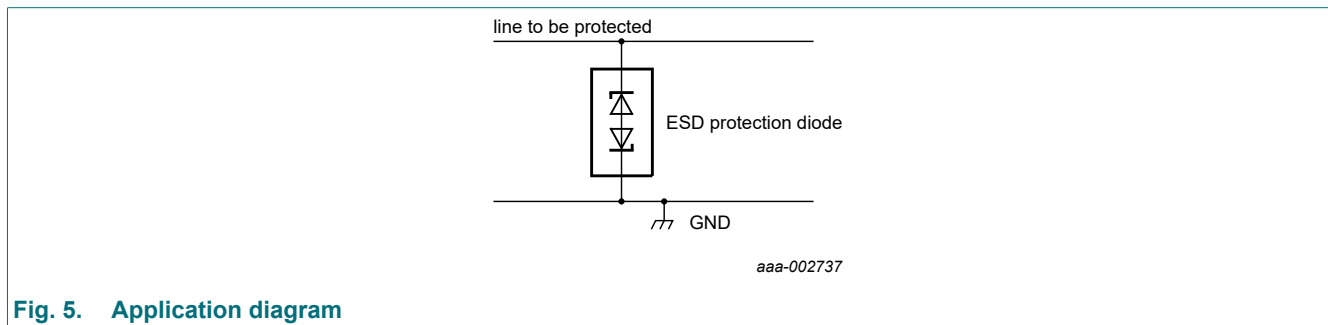 line to be protected
ESD protection diode
GND
aaa-002737
Fig. 5. Application diagram